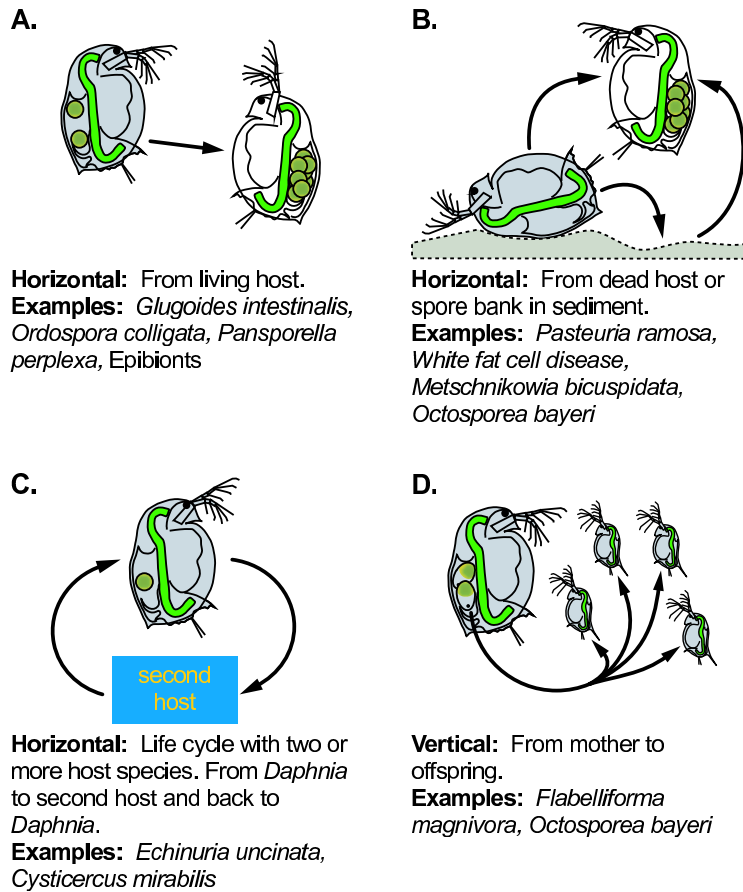 A.
Horizontal: From living host.
Examples: Glugoides intestinalis,
Ordospora colligata, Pansporella
perplexa, Epibionts
B.
Horizontal: From dead host or
spore bank in sediment.
Examples: Pasteuria ramosa,
White fat cell disease,
Metschnikowia bicuspidata,
Octosporea bayeri
C.
second
host
Horizontal: Life cycle with two or
more host species. From Daphnia
to second host and back to
Daphnia.
Examples: Echinuria uncinata,
Cysticercus mirabilis
D.
Vertical: From mother to
offspring.
Examples: Flabelliforma
magnivora, Octosporea bayeri